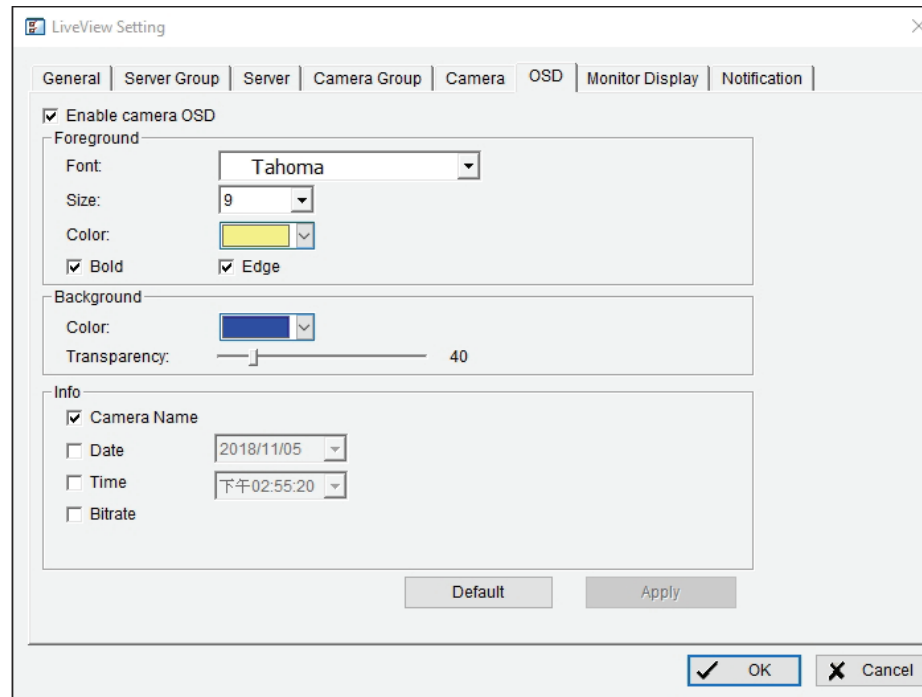 LiveView Setting
General Server Group Server Camera Group Camera OSD Monitor Display Notification
Enable camera OSD
Foreground
Font: Tahoma
Size: 9
Color:
Bold Edge
Background
Color:
Transparency: 40
Info
Camera Name
Date 2018/11/05
Time 下午02:55:20
Bitrate
Default Apply
OK Cancel